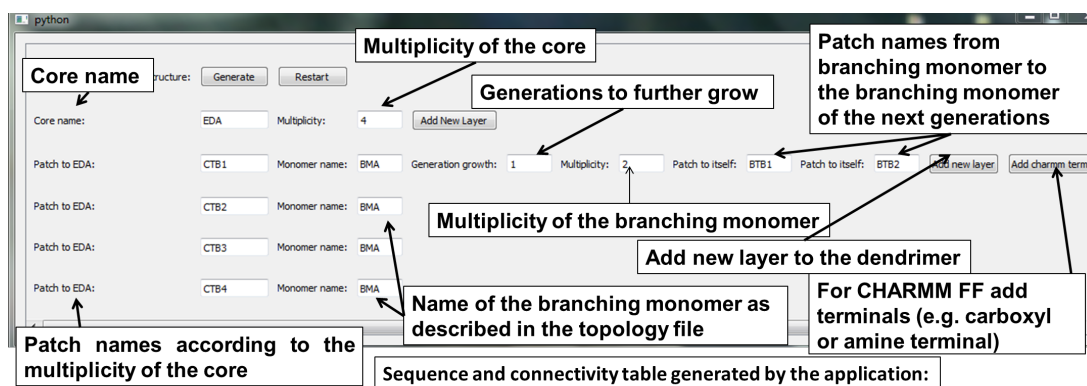 python
Multiplicity of the core
Patch names from
branching monomer to
the branching monomer
of the next generations
Core name
ructure: Generate Restart
Generations to further grow
Core name: EDA Multiplicity: 4 Add New Layer
Patch to EDA: CTB1 Monomer name: BMA Generation growth: 1 Multiplicity: 2 Patch to itself: BTB1 Patch to itself: BTB2 Add new layer Add charmm term
Patch to EDA: CTB2 Monomer name: BMA
Multiplicity of the branching monomer
Patch to EDA: CTB3 Monomer name: BMA
Add new layer to the dendrimer
Patch to EDA: CTB4 Monomer name: BMA
For CHARMM FF add
terminals (e.g. carboxyl
or amine terminal)
Name of the branching monomer as
described in the topology file
Patch names according to the
multiplicity of the core
Sequence and connectivity table generated by the application: